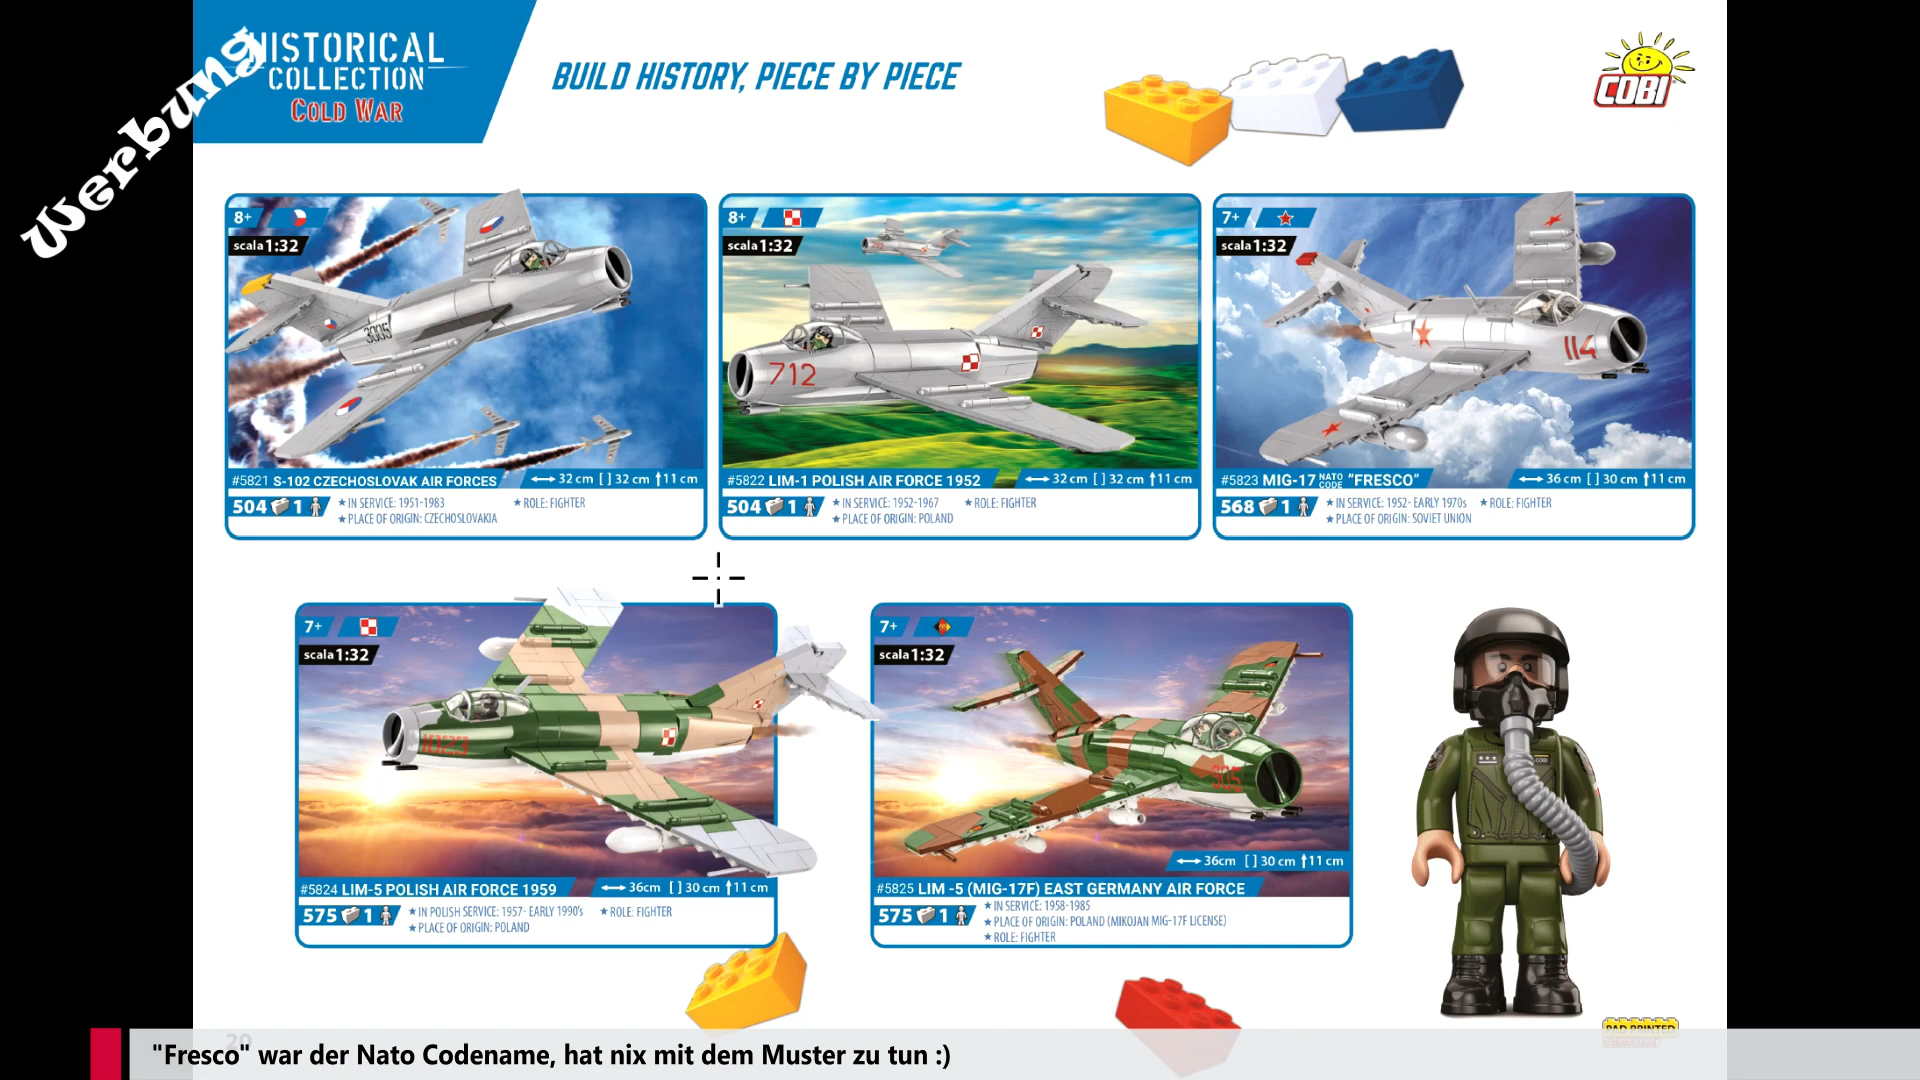 Werbung
HISTORICAL
COLLECTION
COLD WAR
BUILD HISTORY, PIECE BY PIECE
COBI
8+
scala 1:32
3005
#5821 S-102 CZECHOSLOVAK AIR FORCES
32 cm [ ] 32 cm 11 cm
504 1
★ IN SERVICE: 1951-1983
★ ROLE: FIGHTER
★ PLACE OF ORIGIN: CZECHOSLOVAKIA
8+
scala 1:32
712
#5822 LIM-1 POLISH AIR FORCE 1952
32 cm [ ] 32 cm 11 cm
504 1
★ IN SERVICE: 1952-1967
★ ROLE: FIGHTER
★ PLACE OF ORIGIN: POLAND
7+
scala 1:32
114
#5823 MIG-17 NATO CODE "FRESCO"
36 cm [ ] 30 cm 11 cm
568 1
★ IN SERVICE: 1952- EARLY 1970s
★ ROLE: FIGHTER
★ PLACE OF ORIGIN: SOVIET UNION
7+
scala 1:32
1023
#5824 LIM-5 POLISH AIR FORCE 1959
36cm [ ] 30 cm 11 cm
575 1
★ IN POLISH SERVICE: 1957- EARLY 1990's
★ ROLE: FIGHTER
★ PLACE OF ORIGIN: POLAND
7+
scala 1:32
305
36cm [ ] 30 cm 11 cm
#5825 LIM -5 (MIG-17F) EAST GERMANY AIR FORCE
575 1
★ IN SERVICE: 1958-1985
★ PLACE OF ORIGIN: POLAND (MIKOJAN MIG-17F LICENSE)
★ ROLE: FIGHTER
COBI
20
PAD PRINTED
"Fresco" war der Nato Codename, hat nix mit dem Muster zu tun :)